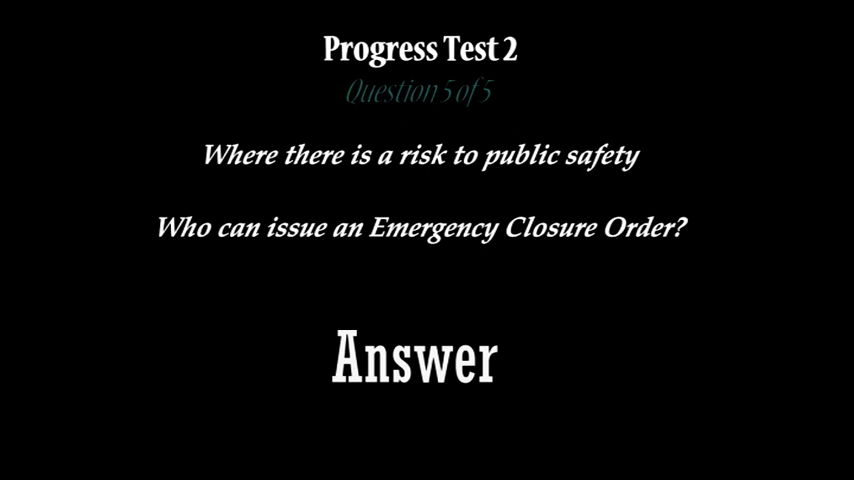 Progress Test 2
Question 5 of 5
Where there is a risk to public safety
Who can issue an Emergency Closure Order?
Answer